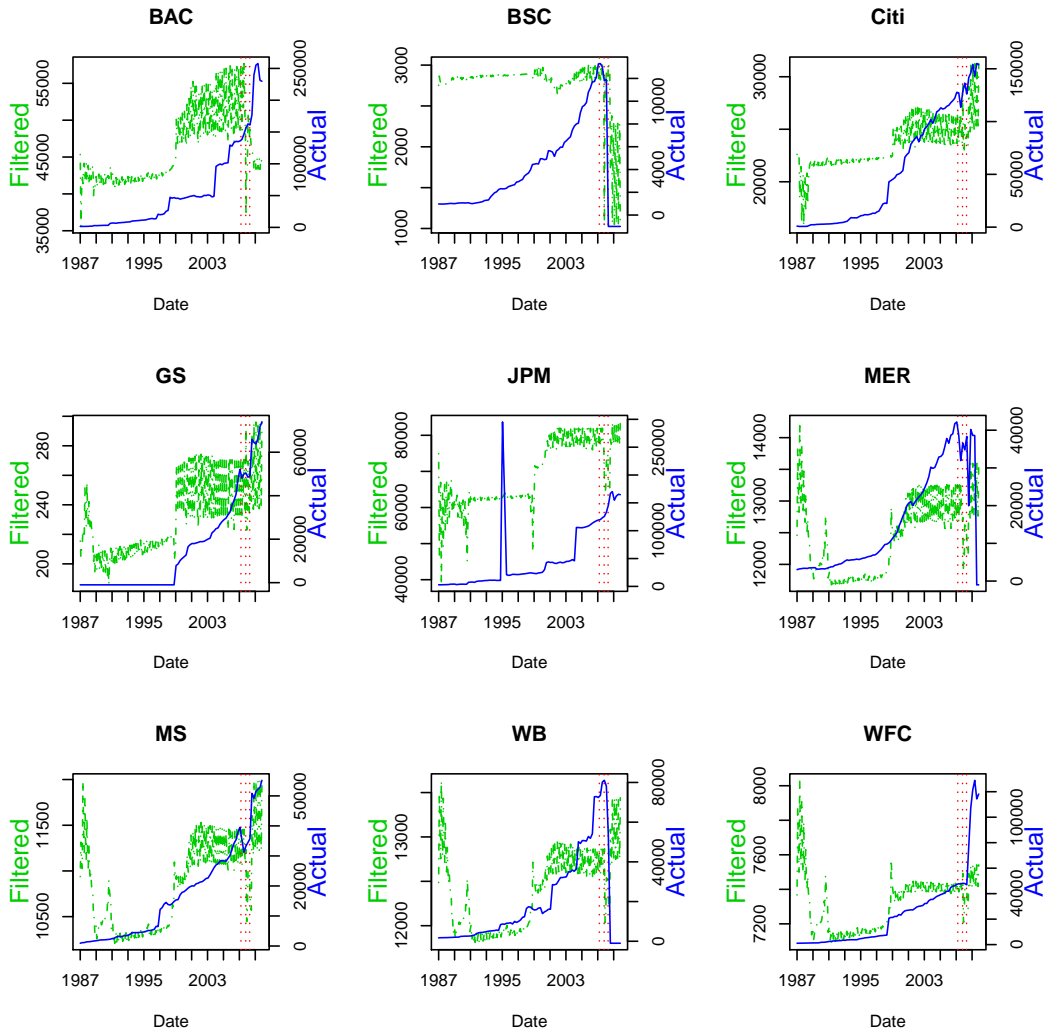 BAC
Filtered
35000 45000 55000
Actual
0 100000 250000
1987 1995 2003
Date
BSC
Filtered
1000 2000 3000
Actual
0 4000 10000
1987 1995 2003
Date
Citi
Filtered
20000 30000
Actual
0 50000 150000
1987 1995 2003
Date
GS
Filtered
200 240 280
Actual
0 20000 60000
1987 1995 2003
Date
JPM
Filtered
40000 60000 80000
Actual
0 100000 250000
1987 1995 2003
Date
MER
Filtered
12000 13000 14000
Actual
0 20000 40000
1987 1995 2003
Date
MS
Filtered
10500 11500
Actual
0 20000 50000
1987 1995 2003
Date
WB
Filtered
12000 13000
Actual
0 40000 80000
1987 1995 2003
Date
WFC
Filtered
7200 7600 8000
Actual
0 40000 100000
1987 1995 2003
Date